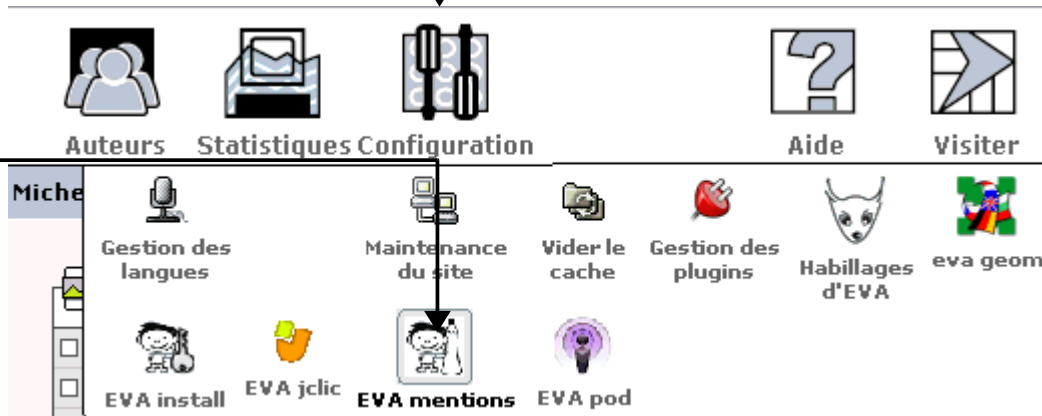 Auteurs Statistiques Configuration Aide Visiter
Miche
Gestion des langues
Maintenance du site
Vider le cache
Gestion des plugins
Habillages d'EVA
eva geom
EVA install
EVA jclic
EVA mentions
EVA pod